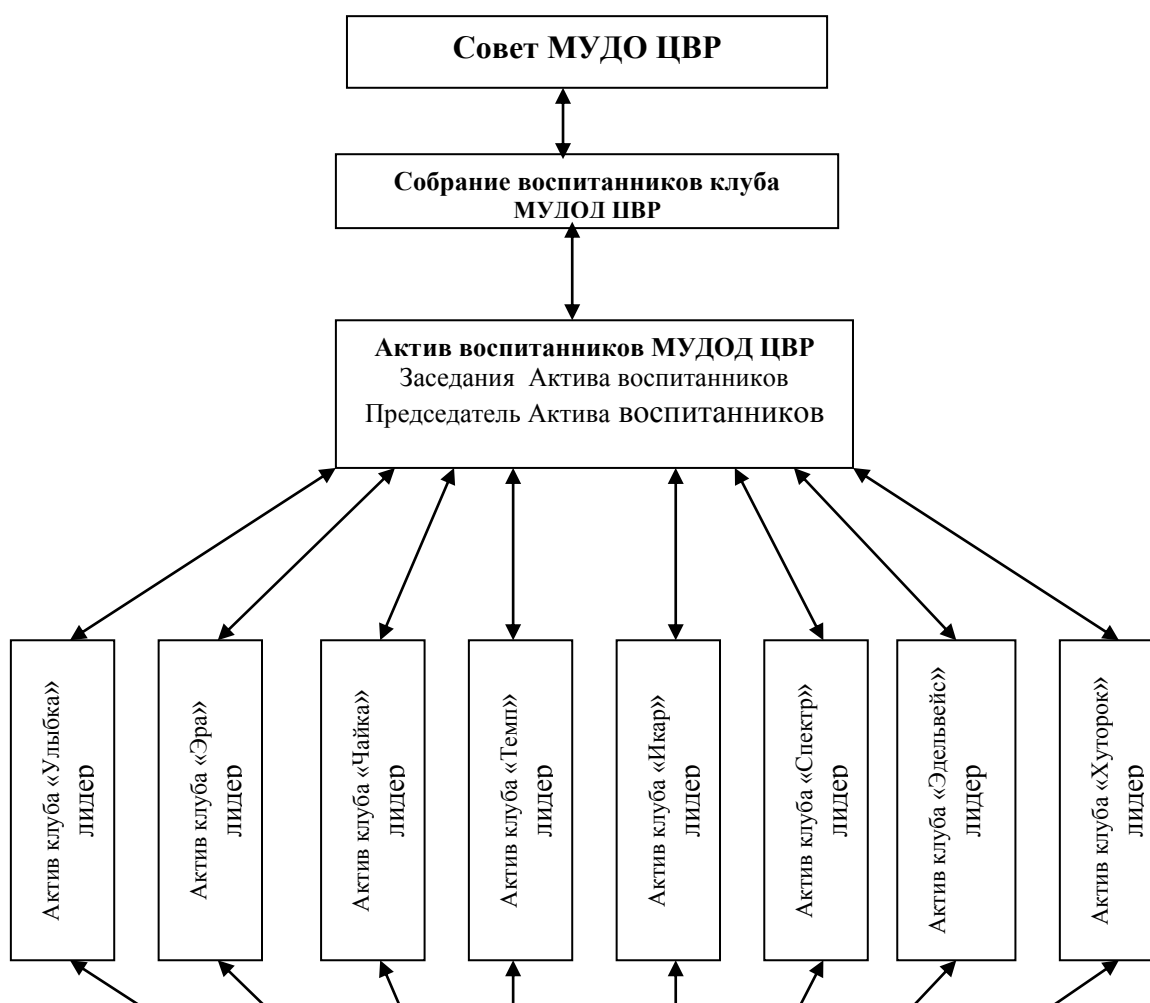 Совет МУДО ЦВР
Собрание воспитанников клуба
МУДОД ЦВР
Актив воспитанников МУДОД ЦВР
Заседания Актива воспитанников
Председатель Актива воспитанников
Актив клуба «Улыбка»
лидер
Актив клуба «Эра»
лидер
Актив клуба «Чайка»
лидер
Актив клуба «Темп»
лидер
Актив клуба «Икар»
лидер
Актив клуба «Спектр»
лидер
Актив клуба «Эдельвейс»
лидер
Актив клуба «Хуторок»
лидер